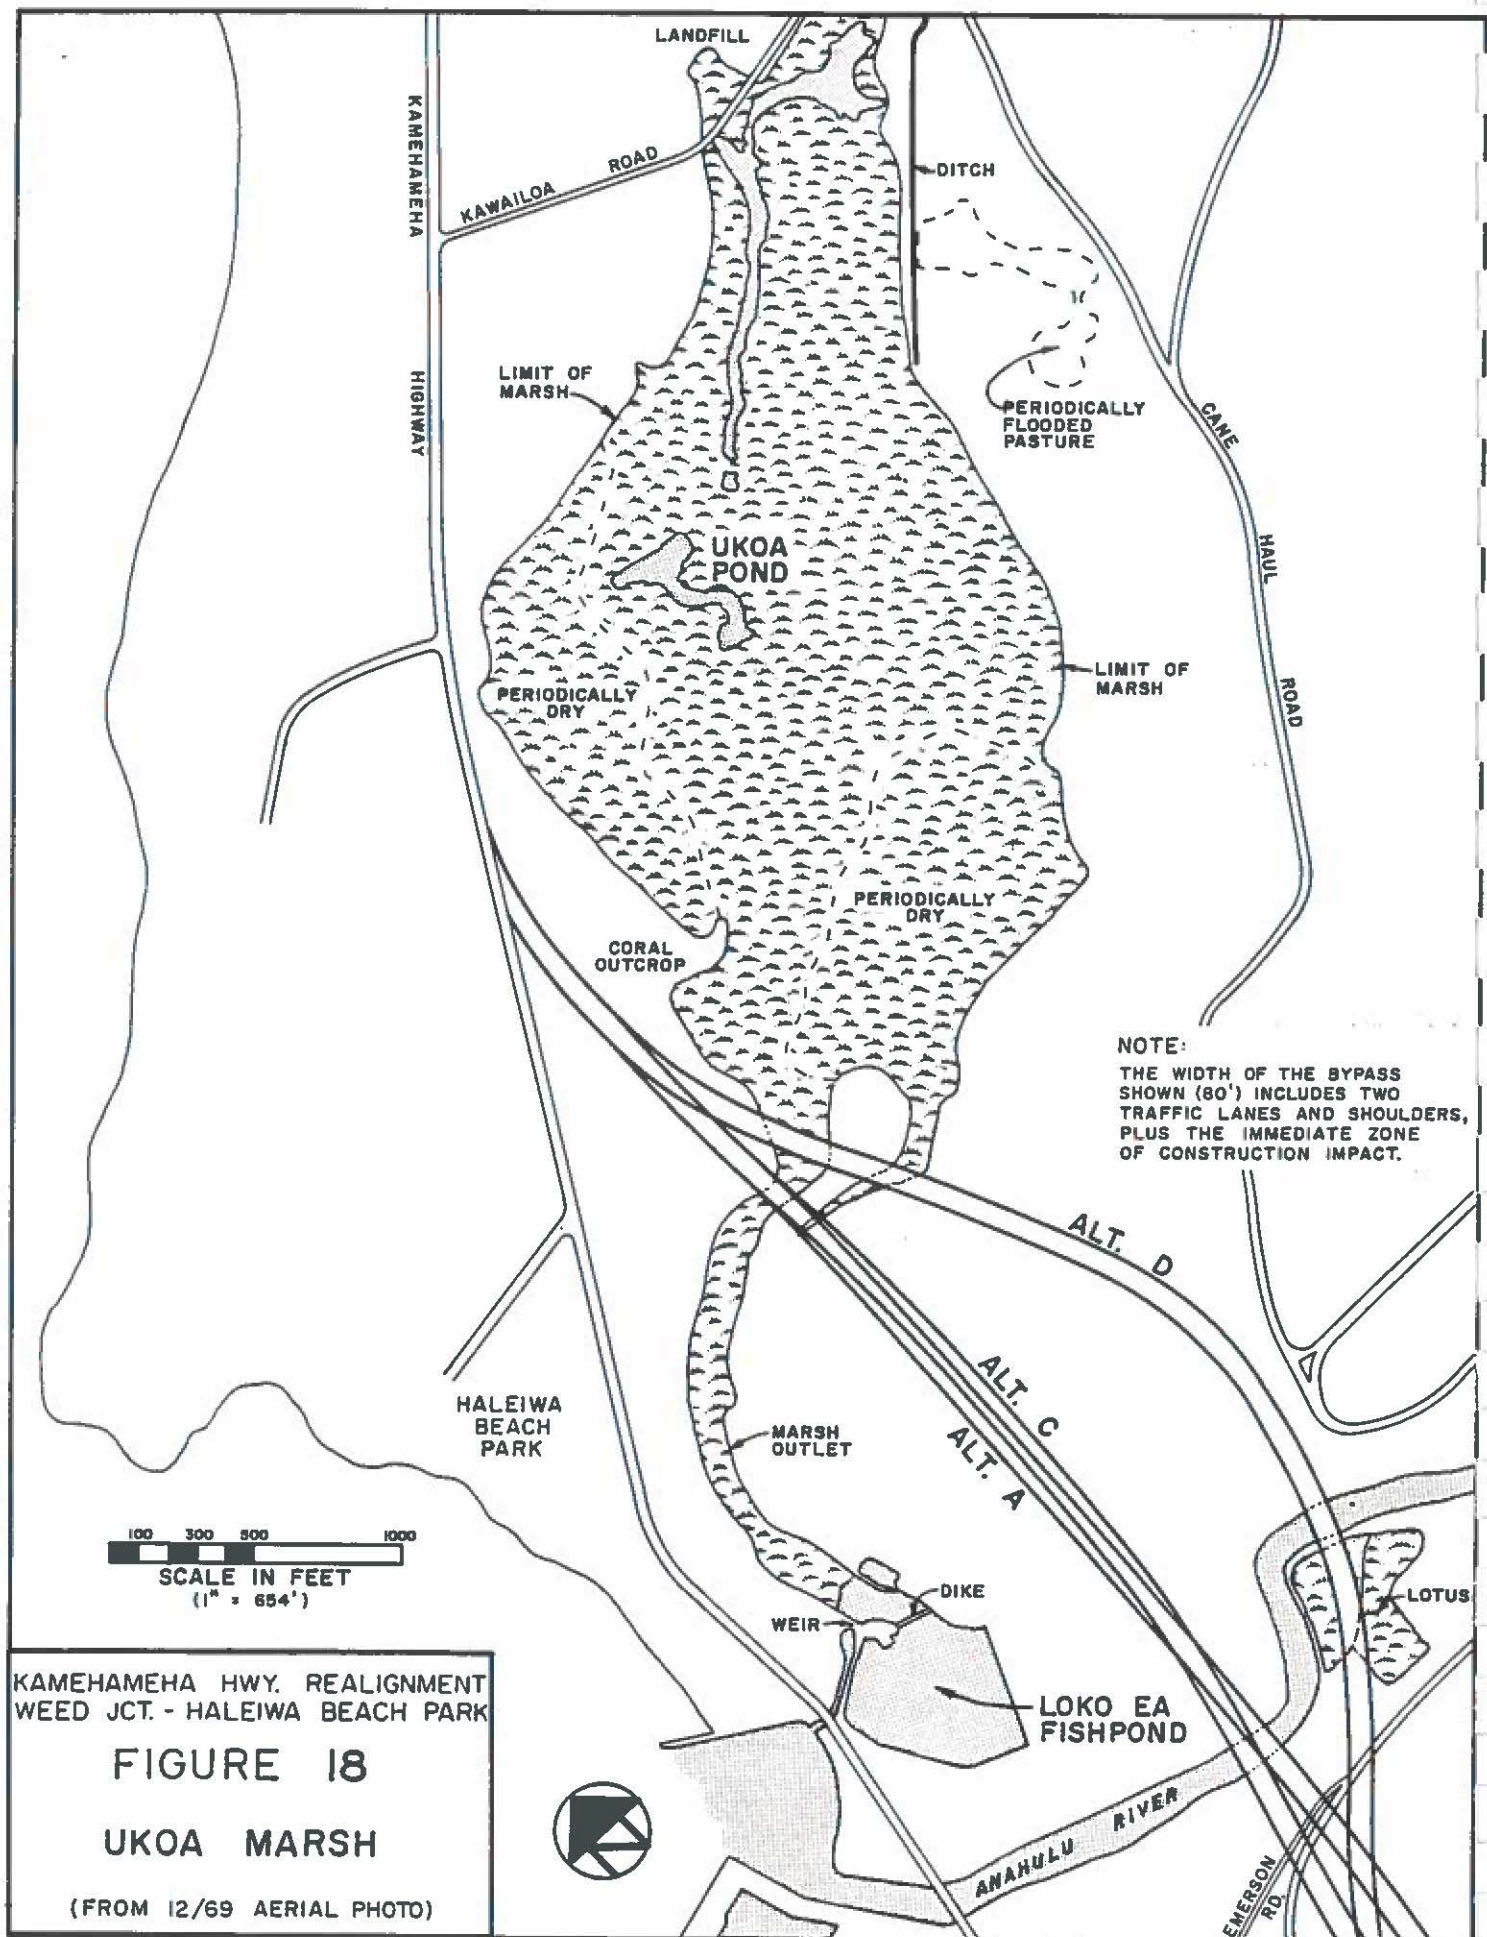 LANDFILL
KAMEHAMEHA
HIGHWAY
KAWAILOA ROAD
DITCH
LIMIT OF
MARSH
PERIODICALLY
FLOODED
PASTURE
CANE
HAUL
ROAD
UKOA
POND
LIMIT OF
MARSH
PERIODICALLY
DRY
PERIODICALLY
DRY
CORAL
OUTCROP
NOTE:
THE WIDTH OF THE BYPASS
SHOWN (80') INCLUDES TWO
TRAFFIC LANES AND SHOULDERS,
PLUS THE IMMEDIATE ZONE
OF CONSTRUCTION IMPACT.
ALT. D
ALT. C
ALT. A
HALEIWA
BEACH
PARK
MARSH
OUTLET
100 300 500 1000
SCALE IN FEET
(1" = 654')
DIKE
WEIR
LOTUS
LOKO EA
FISHPOND
ANAHULU RIVER
EMERSON
RD.
KAMEHAMEHA HWY. REALIGNMENT
WEED JCT. - HALEIWA BEACH PARK
FIGURE 18
UKOA MARSH
(FROM 12/69 AERIAL PHOTO)